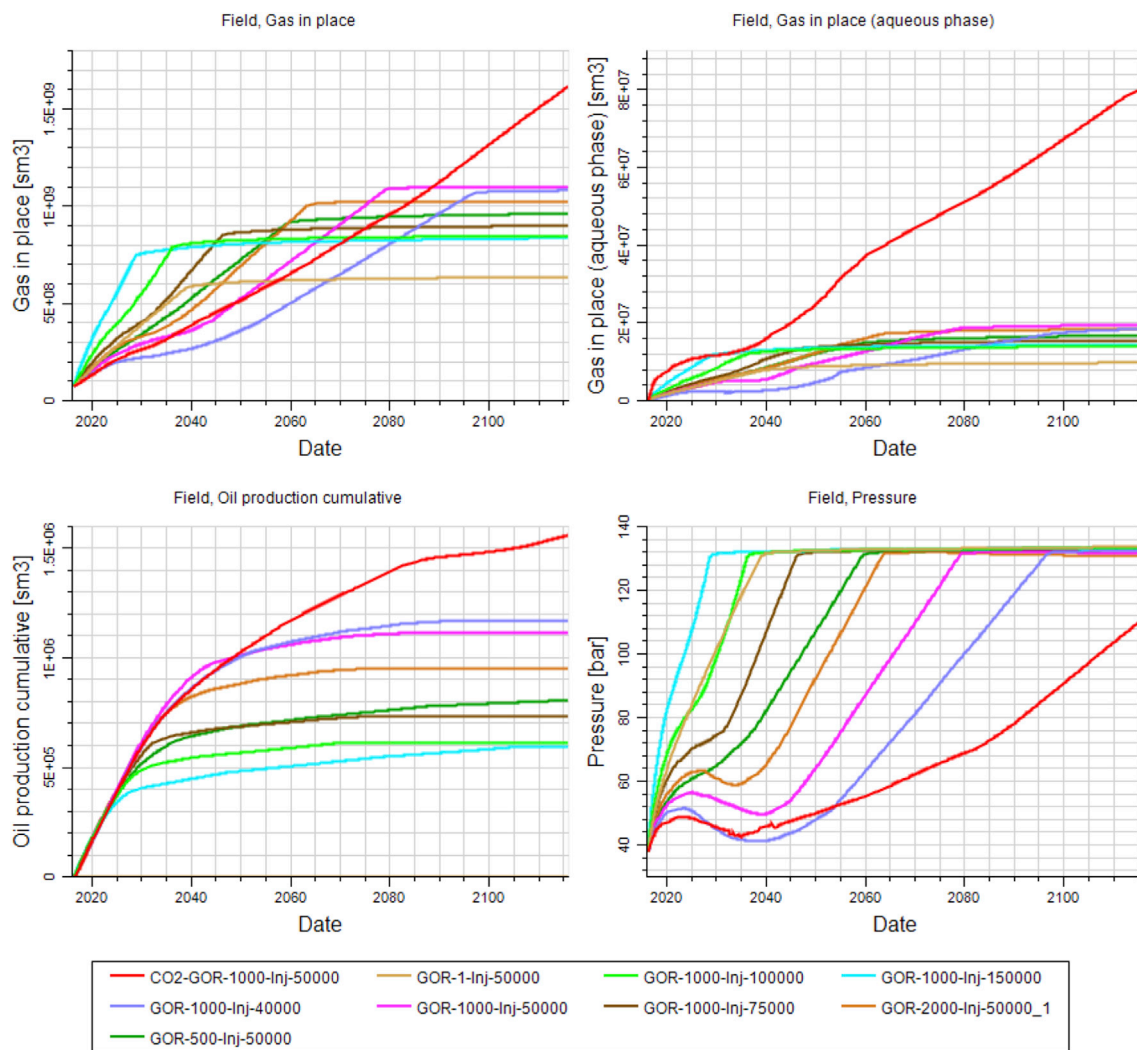 Field, Gas in place
Gas in place [sm3]
1.5E+09
1E+09
5E+08
0
2020 2040 2060 2080 2100
Date
Field, Gas in place (aqueous phase)
Gas in place (aqueous phase) [sm3]
8E+07
6E+07
4E+07
2E+07
0
2020 2040 2060 2080 2100
Date
Field, Oil production cumulative
Oil production cumulative [sm3]
1.5E+06
1E+06
5E+05
0
2020 2040 2060 2080 2100
Date
Field, Pressure
Pressure [bar]
140
120
100
80
60
40
2020 2040 2060 2080 2100
Date
CO2-GOR-1000-Inj-50000 GOR-1-Inj-50000 GOR-1000-Inj-100000 GOR-1000-Inj-150000
GOR-1000-Inj-40000 GOR-1000-Inj-50000 GOR-1000-Inj-75000 GOR-2000-Inj-50000_1
GOR-500-Inj-50000